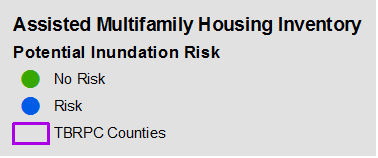 Assisted Multifamily Housing Inventory
Potential Inundation Risk
No Risk
Risk
TBRPC Counties